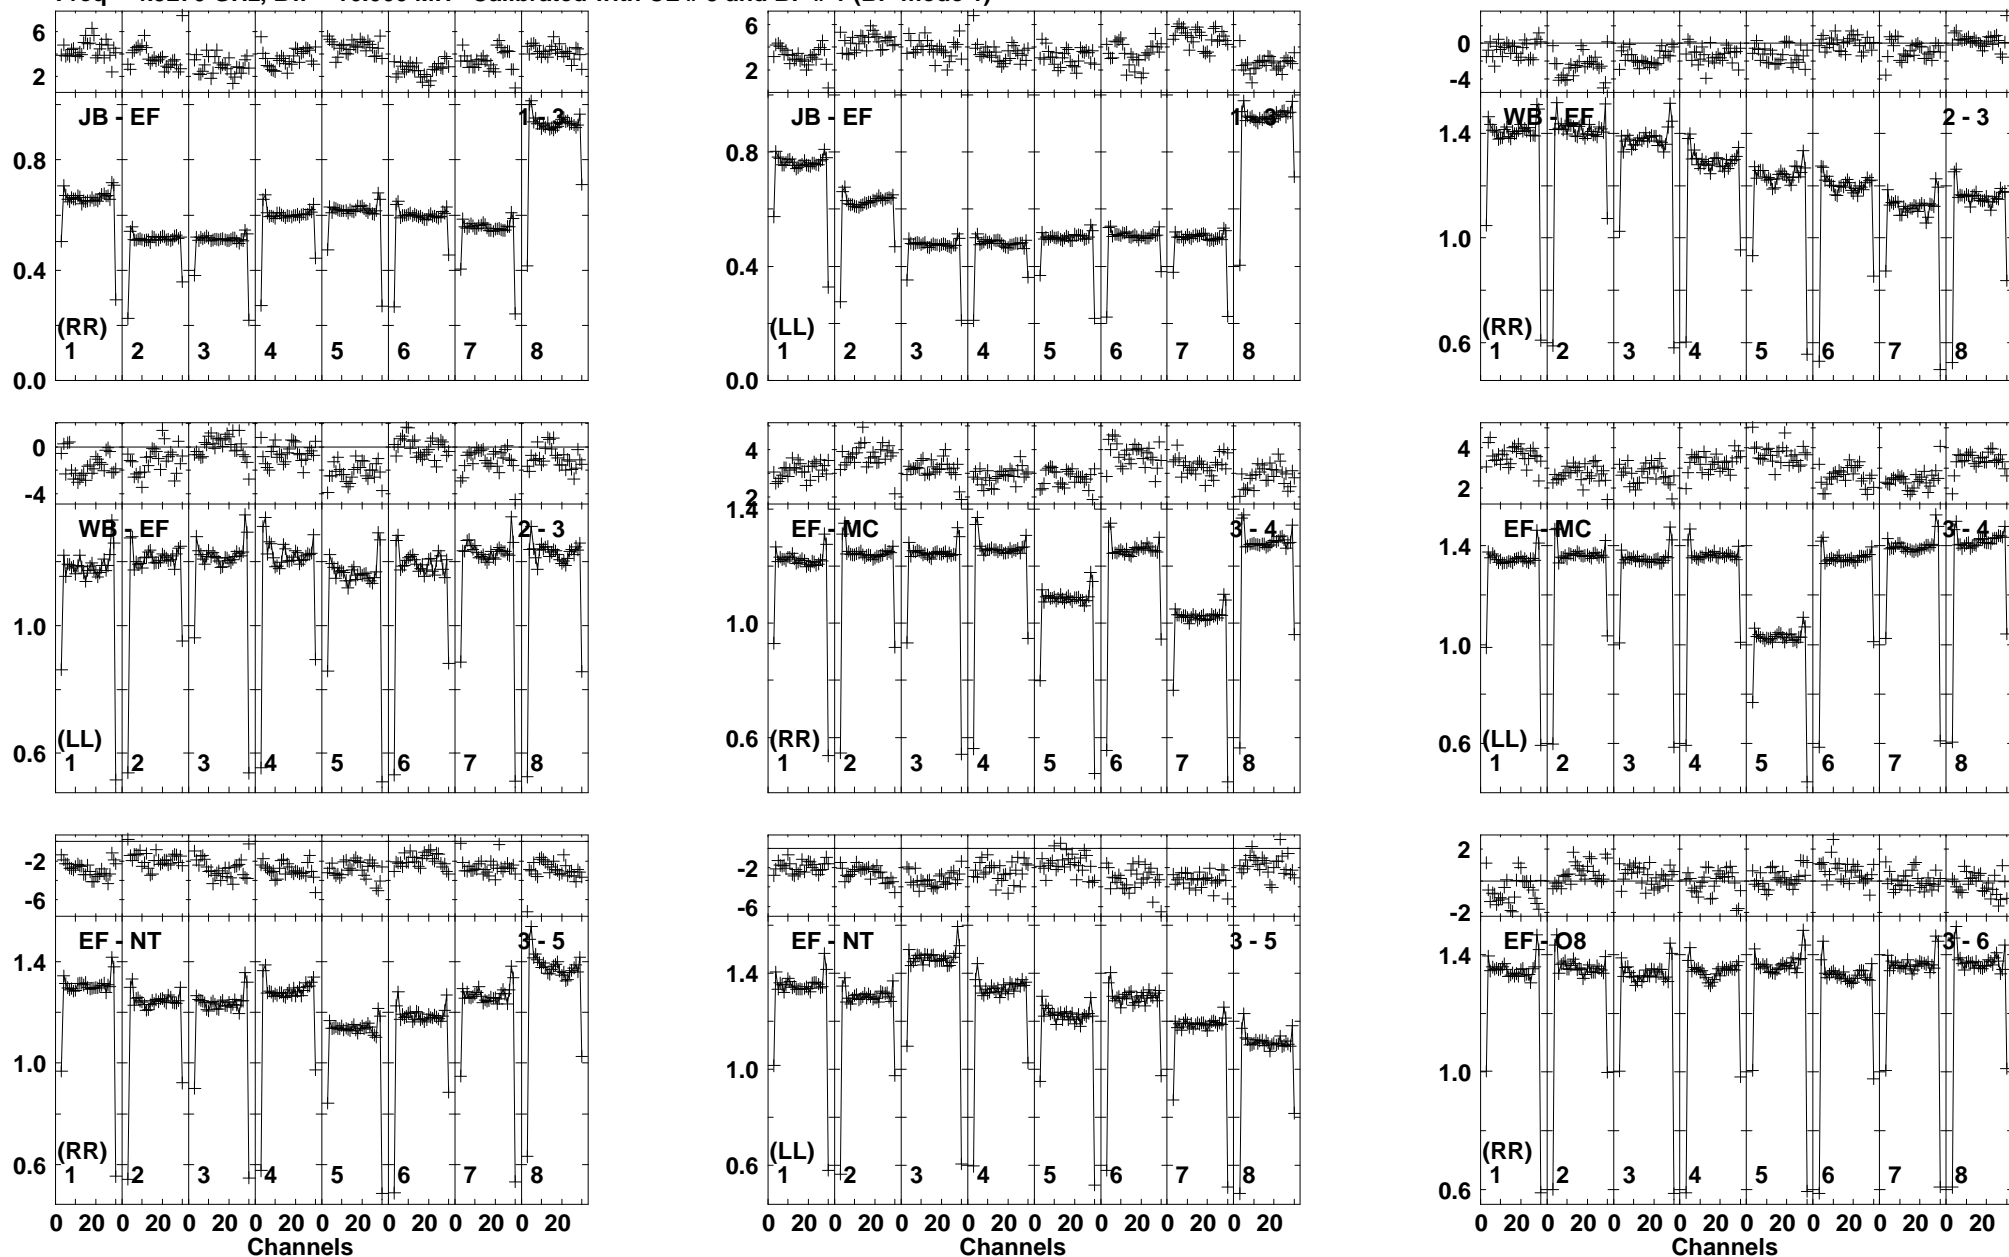 6 2 JB - EF 1 - 3 0.8 0.4 0.0 (RR) 1 2 3 4 5 6 7 8
6 2 JB - EF 1 - 3 0.8 0.4 0.0 (LL) 1 2 3 4 5 6 7 8
0 -4 WB - EF 2 - 3 1.4 1.0 0.6 (RR) 1 2 3 4 5 6 7 8
0 -4 WB - EF 2 - 3 1.0 0.6 (LL) 1 2 3 4 5 6 7 8
4 2 1.4 EF - MC 3 - 4 1.0 0.6 (RR) 1 2 3 4 5 6 7 8
4 2 EF - MC 3 - 4 1.4 1.0 0.6 (LL) 1 2 3 4 5 6 7 8
-2 -6 EF - NT 3 - 5 1.4 1.0 0.6 (RR) 1 2 3 4 5 6 7 8
0 20 0 20 0 20 0 20 0 20 0 20 0 20 0 20
Channels
-2 -6 EF - NT 3 - 5 1.4 1.0 0.6 (LL) 1 2 3 4 5 6 7 8
0 20 0 20 0 20 0 20 0 20 0 20 0 20 0 20
Channels
2 -2 EF - O8 3 - 6 1.4 1.0 0.6 (RR) 1 2 3 4 5 6 7 8
0 20 0 20 0 20 0 20 0 20 0 20 0 20 0 20
Channels